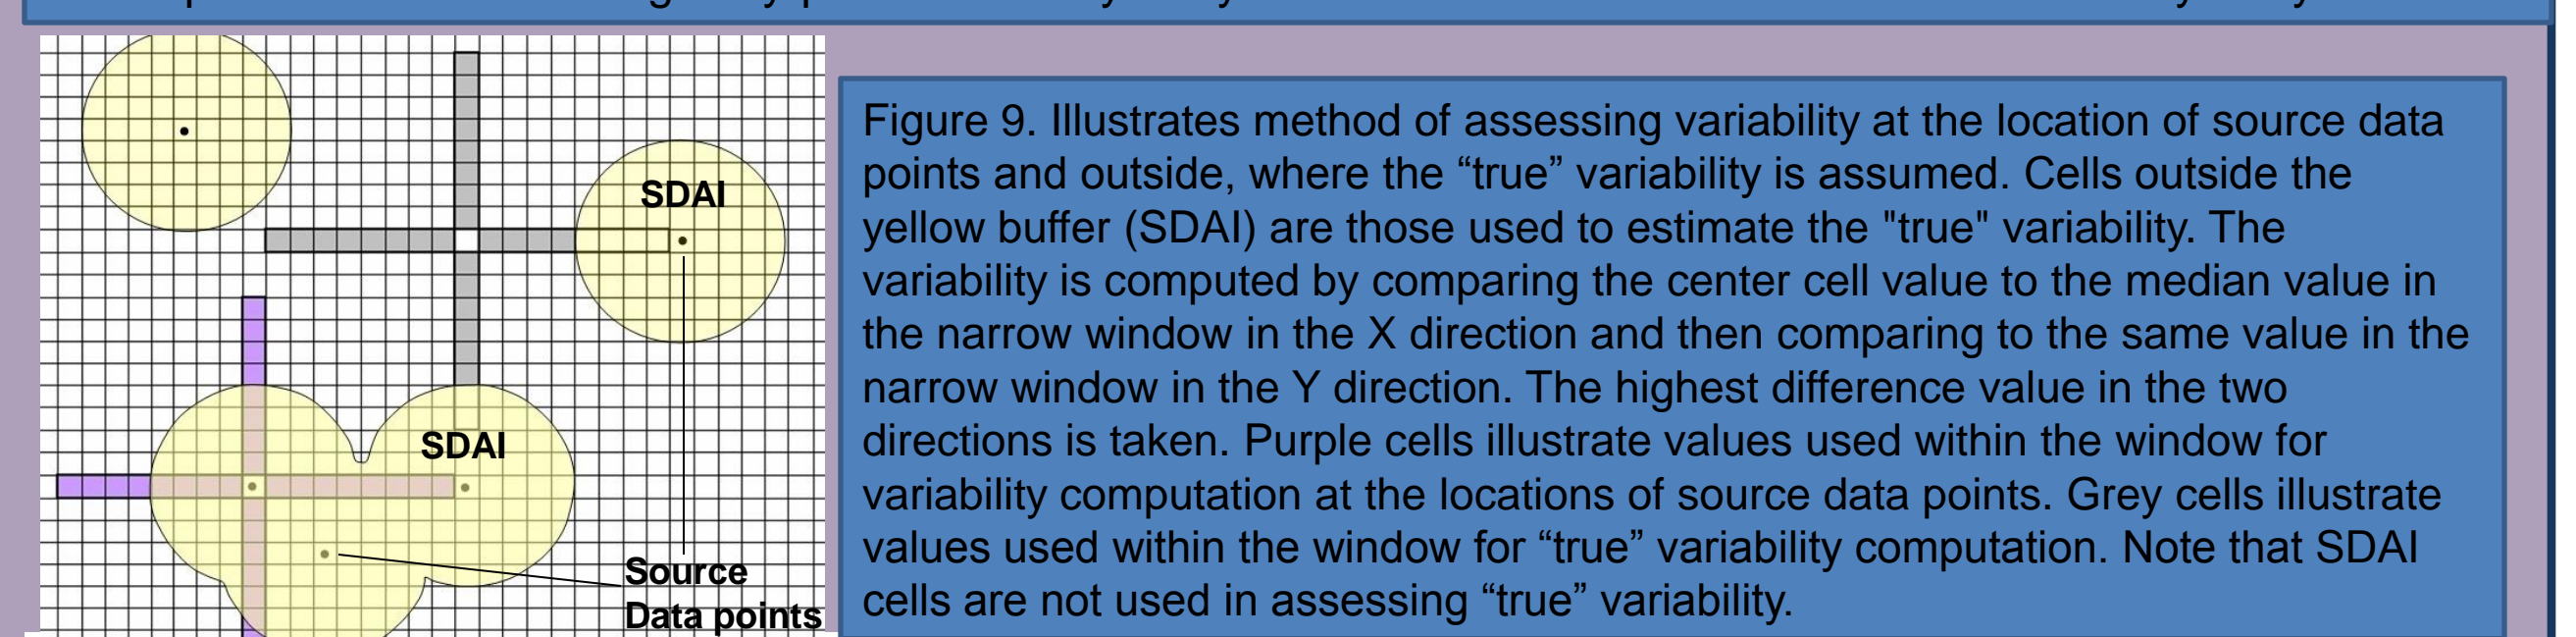 SDAI
SDAI
Source
Data points
Figure 9. Illustrates method of assessing variability at the location of source data
points and outside, where the “true” variability is assumed. Cells outside the
yellow buffer (SDAI) are those used to estimate the "true" variability. The
variability is computed by comparing the center cell value to the median value in
the narrow window in the X direction and then comparing to the same value in the
narrow window in the Y direction. The highest difference value in the two
directions is taken. Purple cells illustrate values used within the window for
variability computation at the locations of source data points. Grey cells illustrate
values used within the window for “true” variability computation. Note that SDAI
cells are not used in assessing “true” variability.